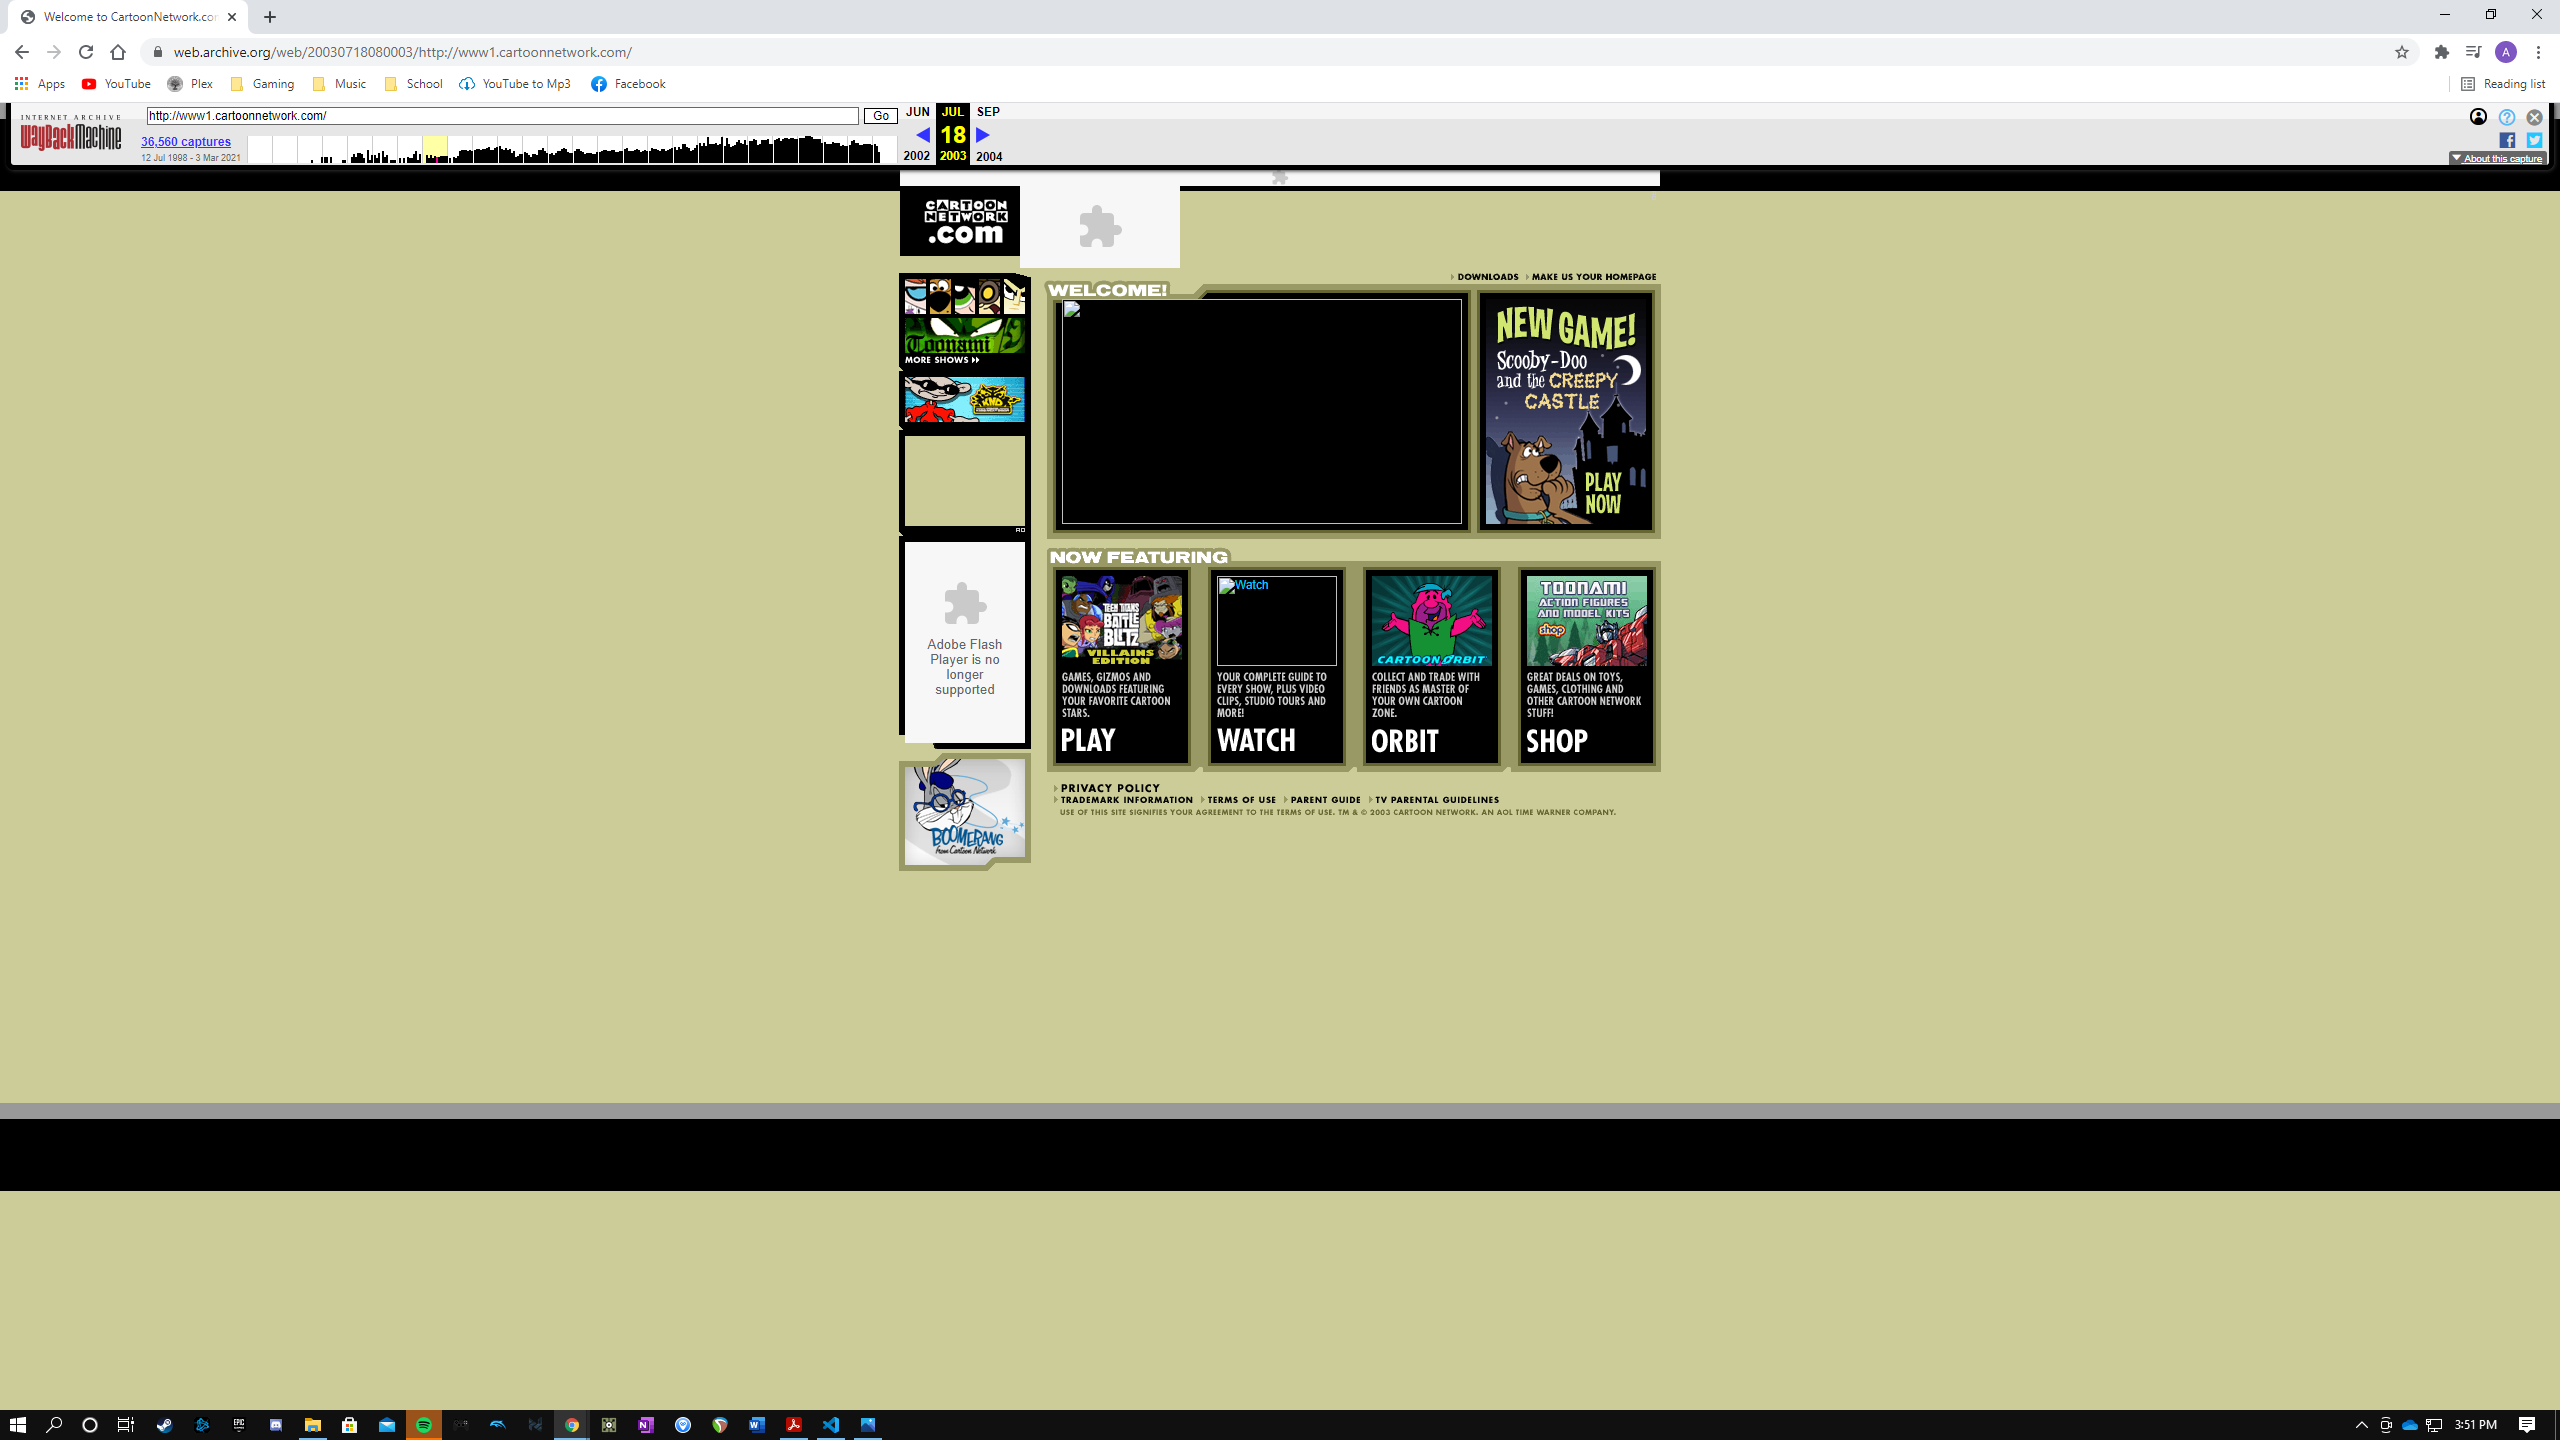 Welcome to CartoonNetwork.cor
web.archive.org/web/20030718080003/http://www1.cartoonnetwork.com/
Apps YouTube Plex Gaming Music School YouTube to Mp3 Facebook Reading list
INTERNET ARCHIVE
WayBackMachine
http://www1.cartoonnetwork.com/ Go
36,560 captures
12 Jul 1998 - 3 Mar 2021
JUN JUL SEP
18
2002 2003 2004
About this capture
CARTOON
NETWORK
.com
DOWNLOADS MAKE US YOUR HOMEPAGE
Toonami
MORE SHOWS
KND
AD
Adobe Flash
Player is no
longer
supported
BOOMERANG
from Cartoon Network
WELCOME!
NEW GAME!
SCOOBY-DOO
and the CREEPY
CASTLE
PLAY
NOW
NOW FEATURING
TEEN TITANS
BATTLE
BLITZ
VILLAINS
EDITION
GAMES, GIZMOS AND
DOWNLOADS FEATURING
YOUR FAVORITE CARTOON
STARS.
PLAY
Watch
YOUR COMPLETE GUIDE TO
EVERY SHOW, PLUS VIDEO
CLIPS, STUDIO TOURS AND
MORE!
WATCH
CARTOON ORBIT
COLLECT AND TRADE WITH
FRIENDS AS MASTER OF
YOUR OWN CARTOON
ZONE.
ORBIT
TOONAMI
ACTION FIGURES
AND MODEL KITS
shop
GREAT DEALS ON TOYS,
GAMES, CLOTHING AND
OTHER CARTOON NETWORK
STUFF!
SHOP
PRIVACY POLICY
TRADEMARK INFORMATION TERMS OF USE PARENT GUIDE TV PARENTAL GUIDELINES
USE OF THIS SITE SIGNIFIES YOUR AGREEMENT TO THE TERMS OF USE. TM & © 2003 CARTOON NETWORK. AN AOL TIME WARNER COMPANY.
3:51 PM